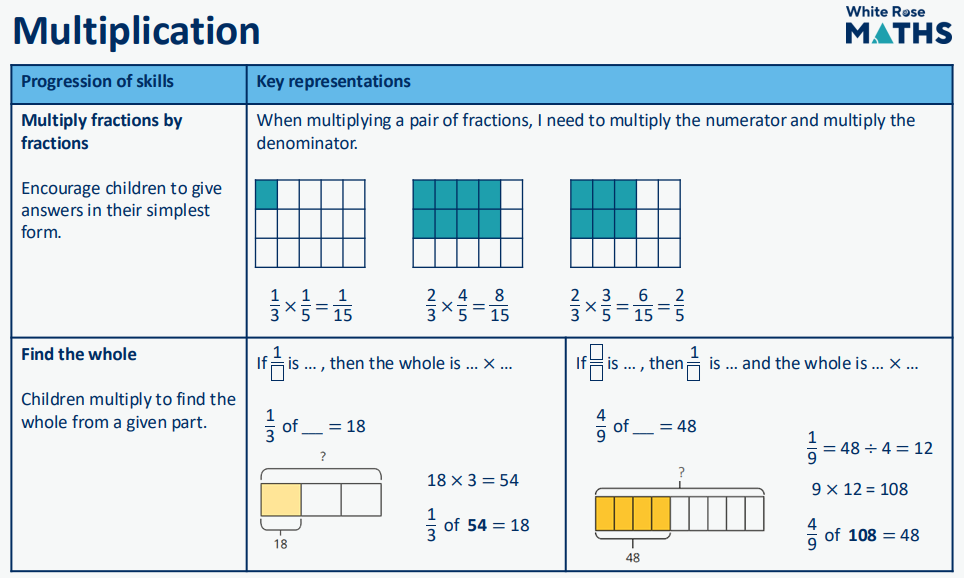 Multiplication
White Rose
MATHS
Progression of skills
Key representations
Multiply fractions by
fractions
Encourage children to give
answers in their simplest
form.
When multiplying a pair of fractions, I need to multiply the numerator and multiply the
denominator.
1/3 × 1/5 = 1/15
2/3 × 4/5 = 8/15
2/3 × 3/5 = 6/15 = 2/5
Find the whole
Children multiply to find the
whole from a given part.
If 1/□ is ... , then the whole is ... × ...
1/3 of __ = 18
?
18
18 × 3 = 54
1/3 of 54 = 18
If □/□ is ... , then 1/□ is ... and the whole is ... × ...
4/9 of __ = 48
?
48
1/9 = 48 ÷ 4 = 12
9 × 12 = 108
4/9 of 108 = 48